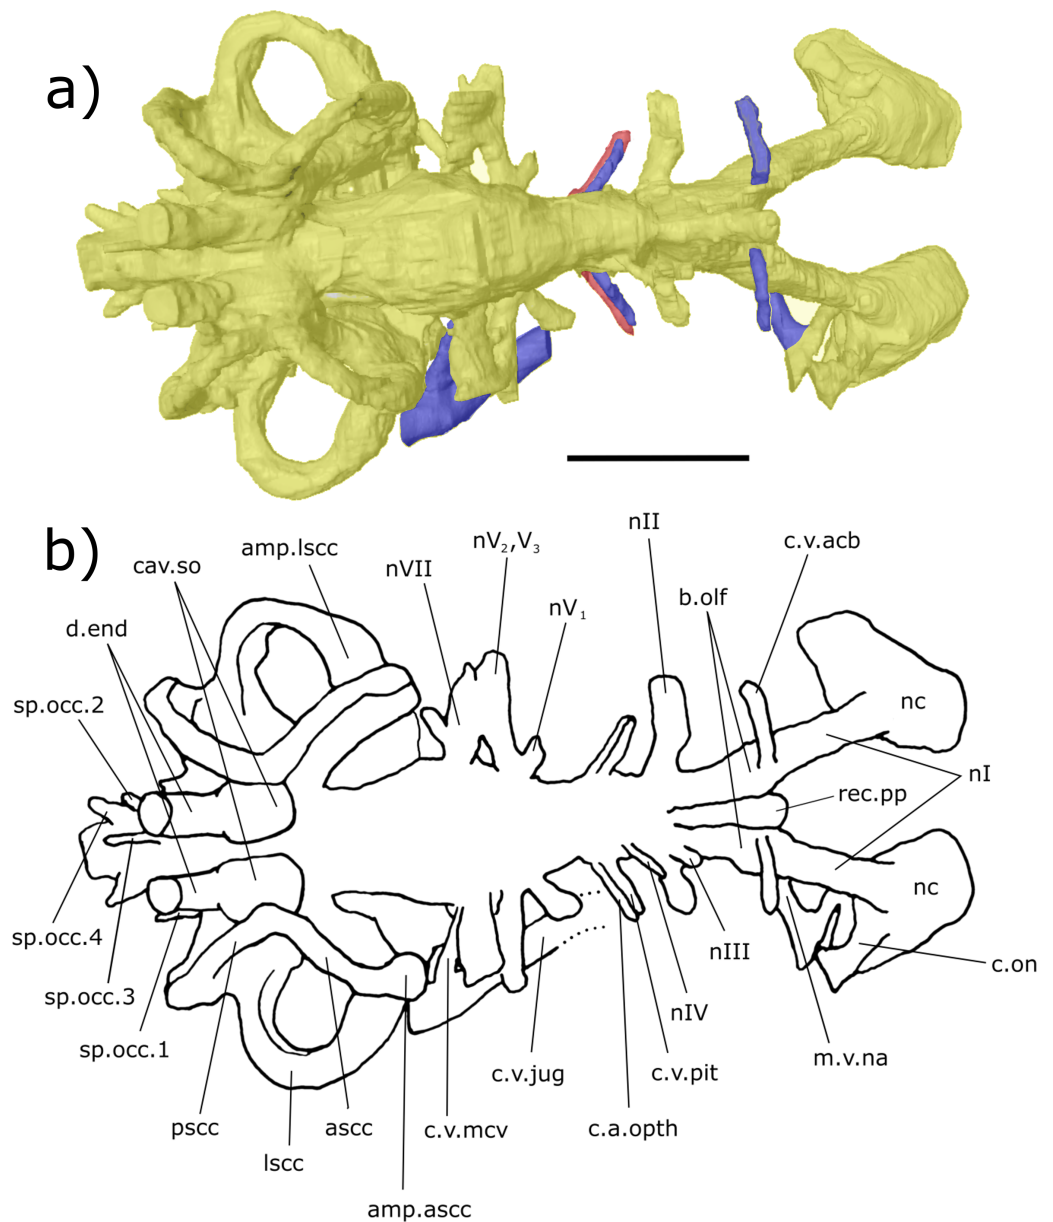 a)
b)
nII
nV2,V3
c.v.acb
amp.lscc
cav.so
nVII
b.olf
nV1
d.end
sp.occ.2
nc
nI
rec.pp
nc
sp.occ.4
nIII
c.on
sp.occ.3
nIV
sp.occ.1
m.v.na
c.v.jug
c.v.pit
pscc
ascc
c.v.mcv
c.a.opth
lscc
amp.ascc